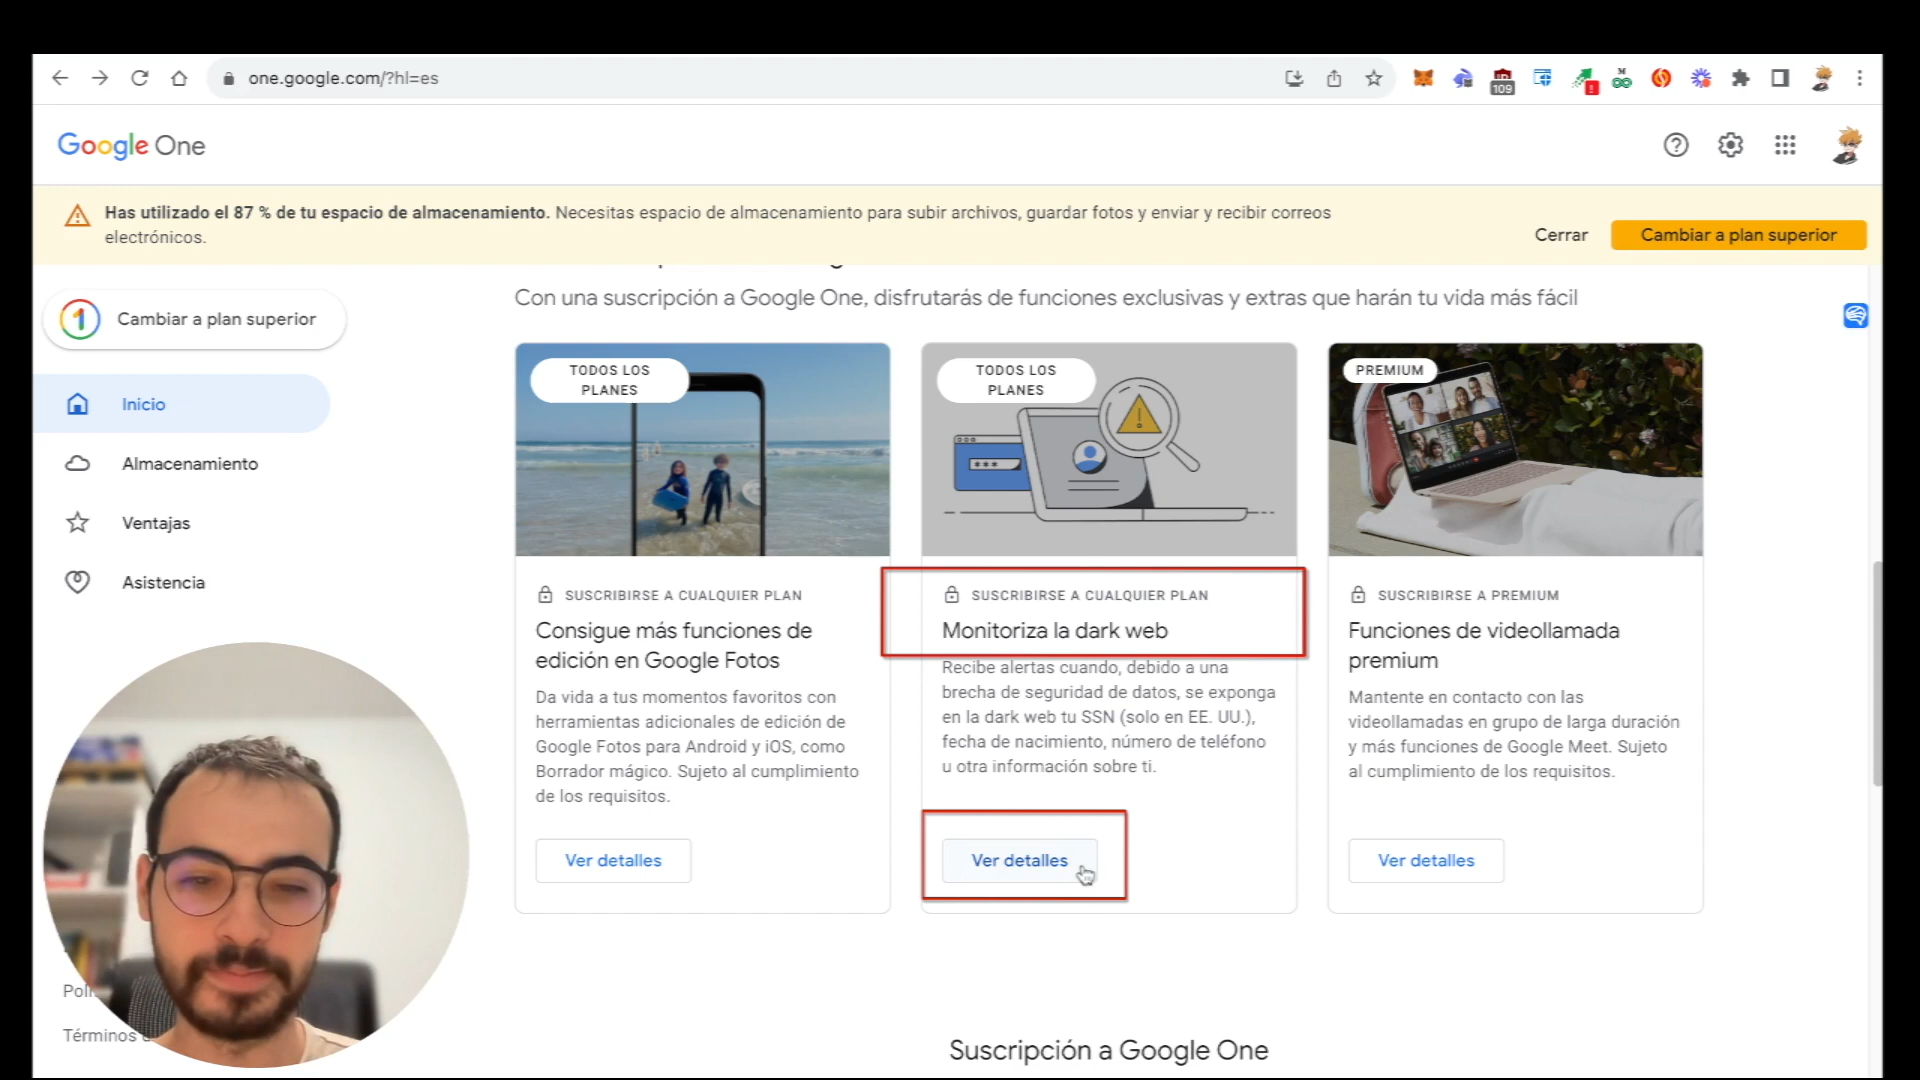 one.google.com/?hl=es
109
Google One
Has utilizado el 87 % de tu espacio de almacenamiento. Necesitas espacio de almacenamiento para subir archivos, guardar fotos y enviar y recibir correos
electrónicos.
Cerrar
Cambiar a plan superior
Con una suscripción a Google One, disfrutarás de funciones exclusivas y extras que harán tu vida más fácil
Cambiar a plan superior
Inicio
Almacenamiento
Ventajas
Asistencia
TODOS LOS
PLANES
SUSCRIBIRSE A CUALQUIER PLAN
Consigue más funciones de
edición en Google Fotos
Da vida a tus momentos favoritos con
herramientas adicionales de edición de
Google Fotos para Android y iOS, como
Borrador mágico. Sujeto al cumplimiento
de los requisitos.
Ver detalles
TODOS LOS
PLANES
***
SUSCRIBIRSE A CUALQUIER PLAN
Monitoriza la dark web
Recibe alertas cuando, debido a una
brecha de seguridad de datos, se exponga
en la dark web tu SSN (solo en EE. UU.),
fecha de nacimiento, número de teléfono
u otra información sobre ti.
Ver detalles
PREMIUM
SUSCRIBIRSE A PREMIUM
Funciones de videollamada
premium
Mantente en contacto con las
videollamadas en grupo de larga duración
y más funciones de Google Meet. Sujeto
al cumplimiento de los requisitos.
Ver detalles
Términos
Suscripción a Google One